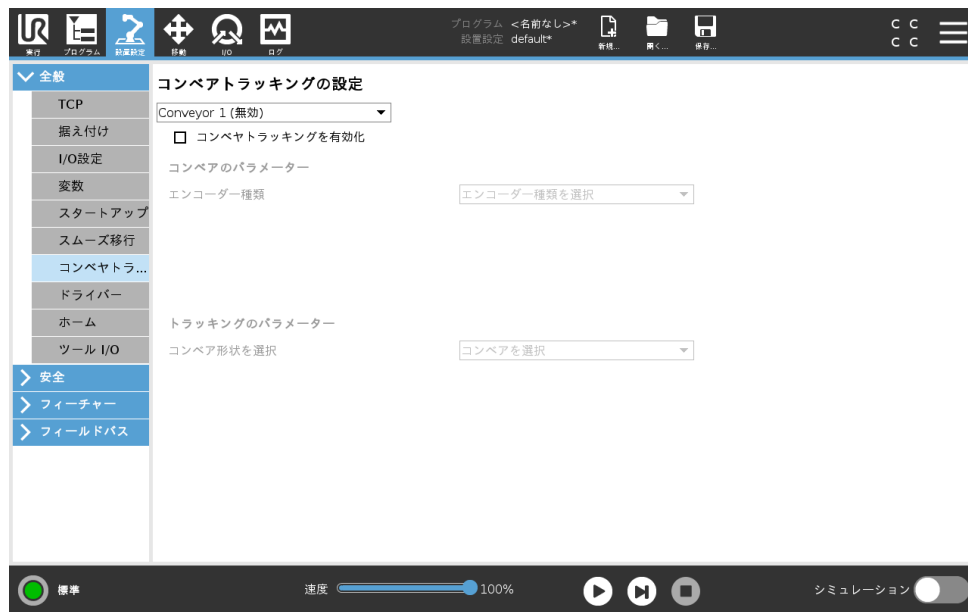 UR
実行
プログラム
設置設定
移動
I/O
ログ
プログラム <名前なし>*
設置設定 default*
新規...
開く...
保存...
C C
C C
全般
TCP
据え付け
I/O設定
変数
スタートアップ
スムーズ移行
コンベヤトラ...
ドライバー
ホーム
ツール I/O
安全
フィーチャー
フィールドバス
コンベアトラッキングの設定
Conveyor 1 (無効)
コンベヤトラッキングを有効化
コンベアのパラメーター
エンコーダー種類
エンコーダー種類を選択
トラッキングのパラメーター
コンベア形状を選択
コンベアを選択
標準
速度
100%
シミュレーション